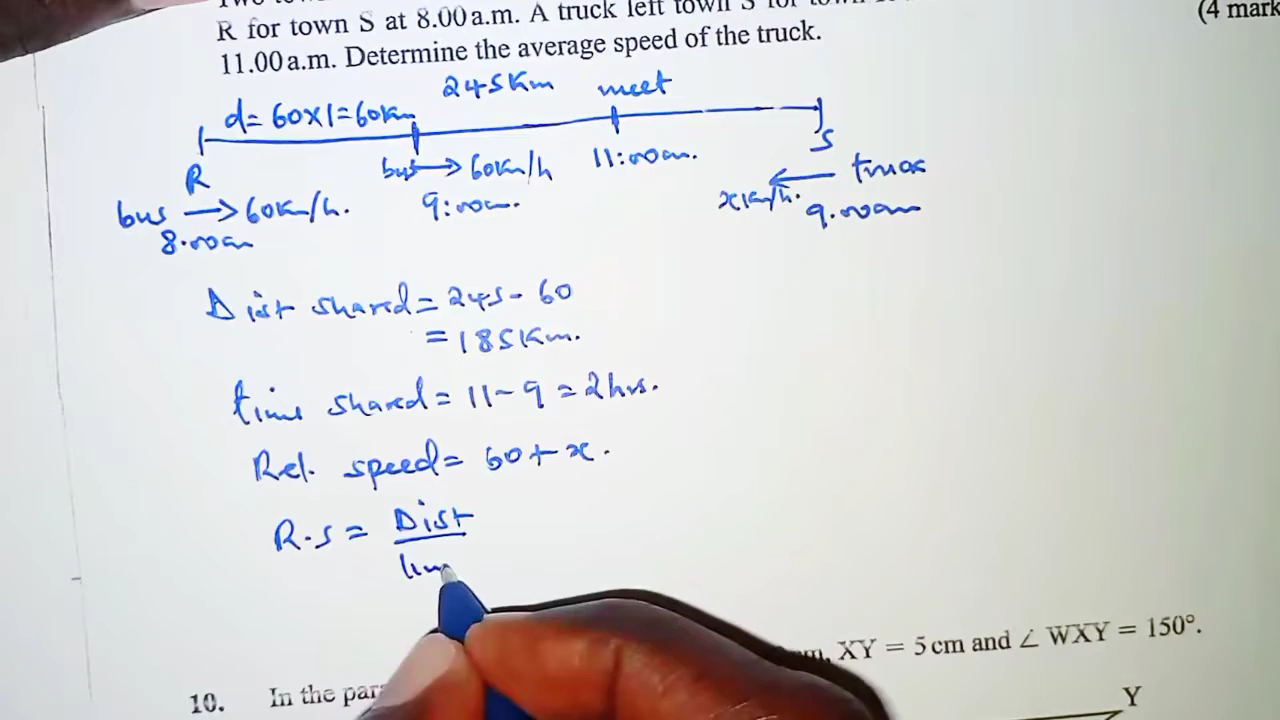 R for town S at 8.00 a.m. A truck left town S for
(4 mark
11.00 a.m. Determine the average speed of the truck.
245km meet
d= 60×1=60km
R
bus → 60km/h
11:00am.
S
bus → 60km/h.
8.00am
9:00am.
← truck
xkm/h.
9.00am
Dist shared = 245 - 60
= 185km.
time shared = 11 - 9 = 2hrs.
Rel. speed = 60 + x.
R.S = Dist
XY = 5 cm and ∠ WXY = 150°.
10. In the par
Y